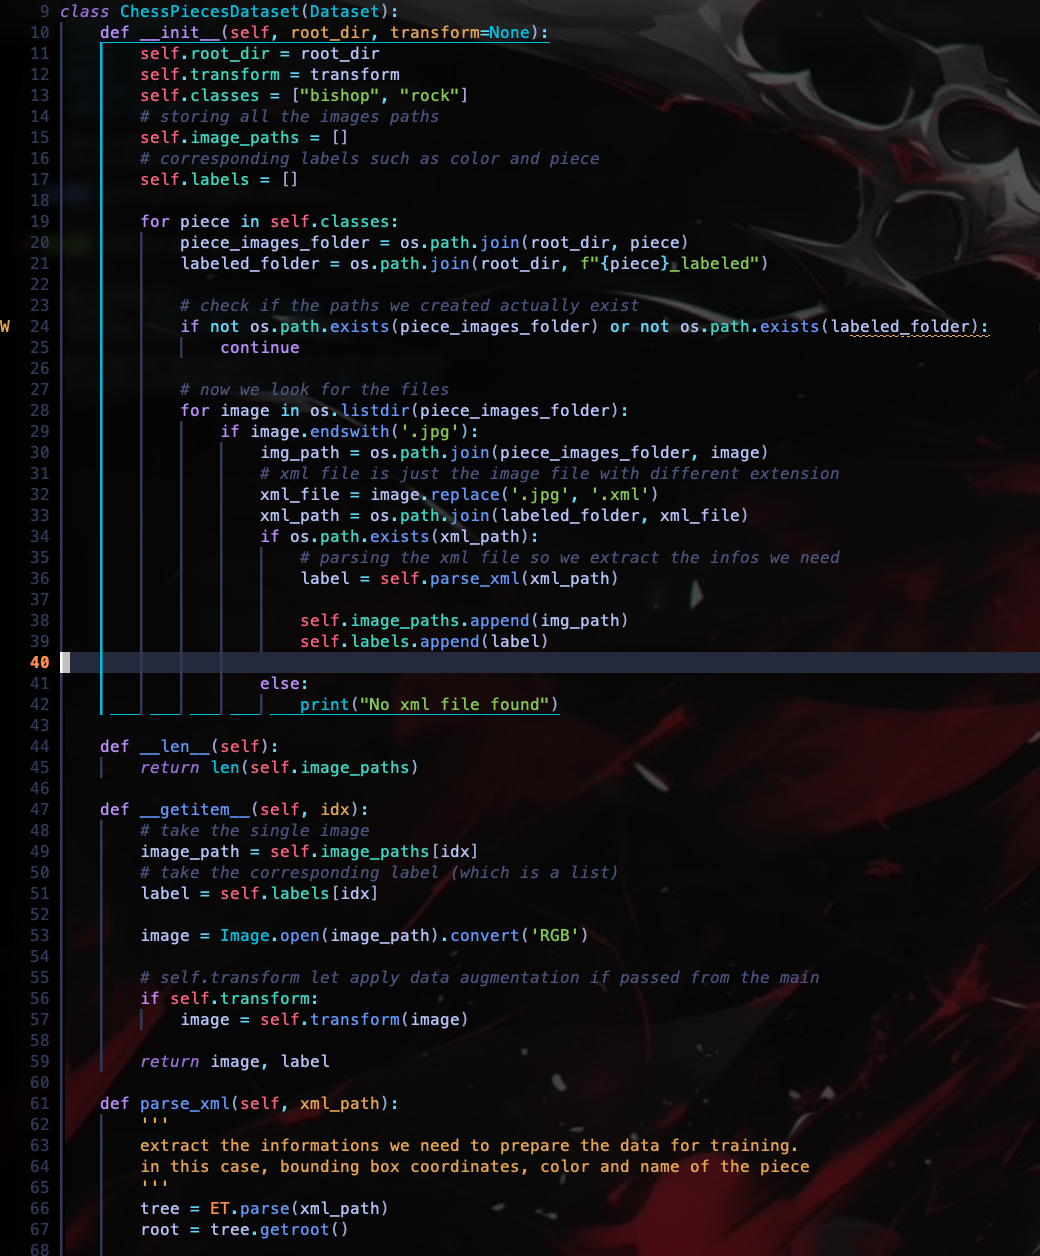 9 class ChessPiecesDataset(Dataset):
10     def __init__(self, root_dir, transform=None):
11         self.root_dir = root_dir
12         self.transform = transform
13         self.classes = ["bishop", "rock"]
14         # storing all the images paths
15         self.image_paths = []
16         # corresponding labels such as color and piece
17         self.labels = []
18
19         for piece in self.classes:
20             piece_images_folder = os.path.join(root_dir, piece)
21             labeled_folder = os.path.join(root_dir, f"{piece}_labeled")
22
23             # check if the paths we created actually exist
W 24             if not os.path.exists(piece_images_folder) or not os.path.exists(labeled_folder):
25                 continue
26
27             # now we look for the files
28             for image in os.listdir(piece_images_folder):
29                 if image.endswith('.jpg'):
30                     img_path = os.path.join(piece_images_folder, image)
31                     # xml file is just the image file with different extension
32                     xml_file = image.replace('.jpg', '.xml')
33                     xml_path = os.path.join(labeled_folder, xml_file)
34                     if os.path.exists(xml_path):
35                         # parsing the xml file so we extract the infos we need
36                         label = self.parse_xml(xml_path)
37
38                         self.image_paths.append(img_path)
39                         self.labels.append(label)
40
41                     else:
42                         print("No xml file found")
43
44     def __len__(self):
45         return len(self.image_paths)
46
47     def __getitem__(self, idx):
48         # take the single image
49         image_path = self.image_paths[idx]
50         # take the corresponding label (which is a list)
51         label = self.labels[idx]
52
53         image = Image.open(image_path).convert('RGB')
54
55         # self.transform let apply data augmentation if passed from the main
56         if self.transform:
57             image = self.transform(image)
58
59         return image, label
60
61     def parse_xml(self, xml_path):
62         '''
63         extract the informations we need to prepare the data for training.
64         in this case, bounding box coordinates, color and name of the piece
65         '''
66         tree = ET.parse(xml_path)
67         root = tree.getroot()
68